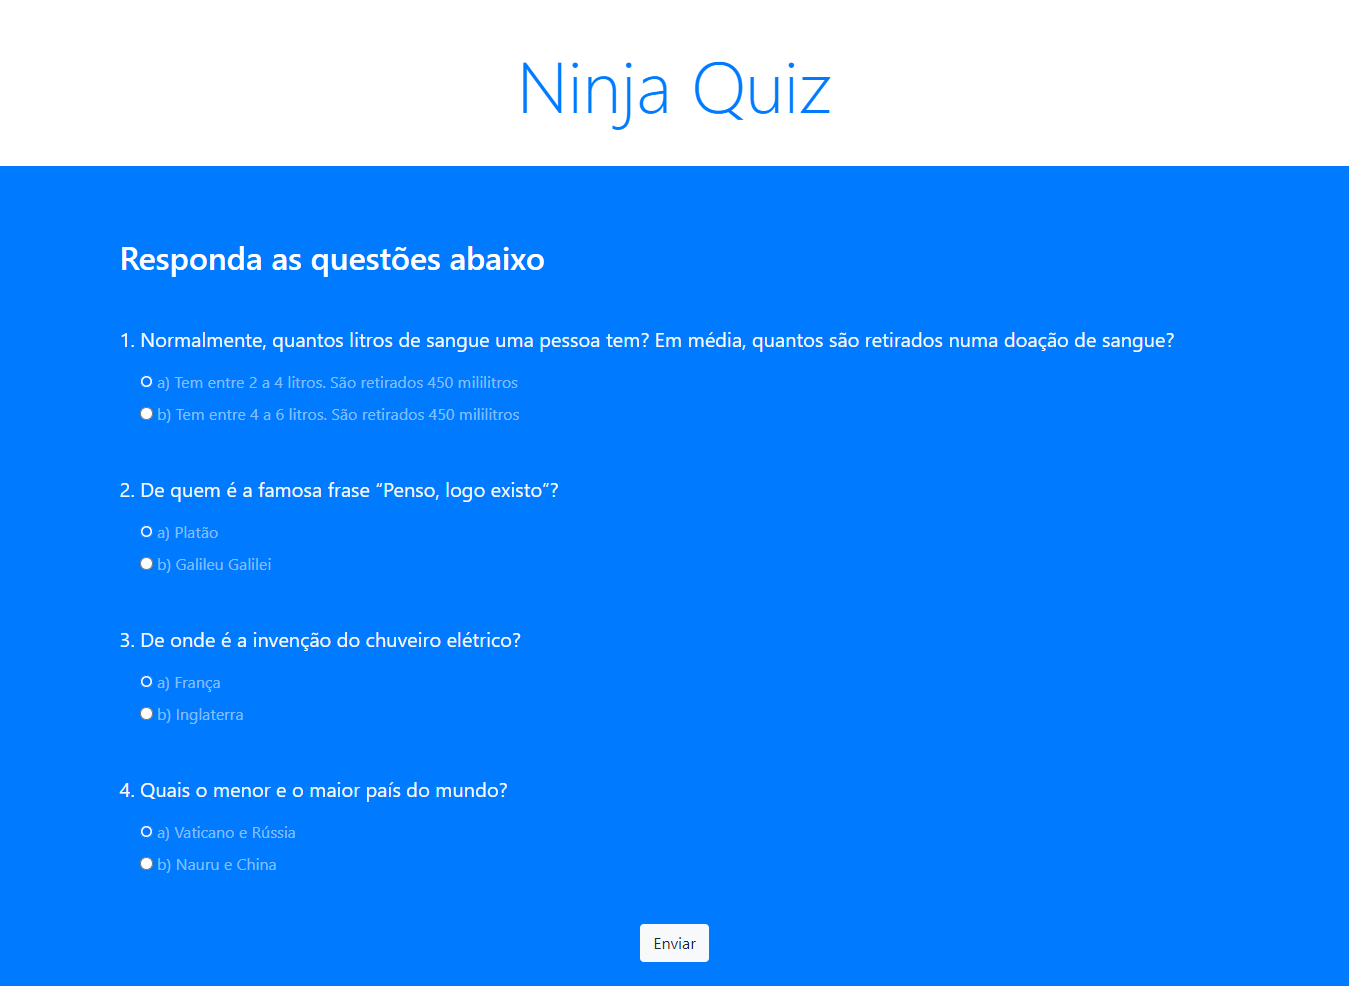 Ninja Quiz
Responda as questões abaixo
1. Normalmente, quantos litros de sangue uma pessoa tem? Em média, quantos são retirados numa doação de sangue?
a) Tem entre 2 a 4 litros. São retirados 450 mililitros
b) Tem entre 4 a 6 litros. São retirados 450 mililitros
2. De quem é a famosa frase “Penso, logo existo”?
a) Platão
b) Galileu Galilei
3. De onde é a invenção do chuveiro elétrico?
a) França
b) Inglaterra
4. Quais o menor e o maior país do mundo?
a) Vaticano e Rússia
b) Nauru e China
Enviar